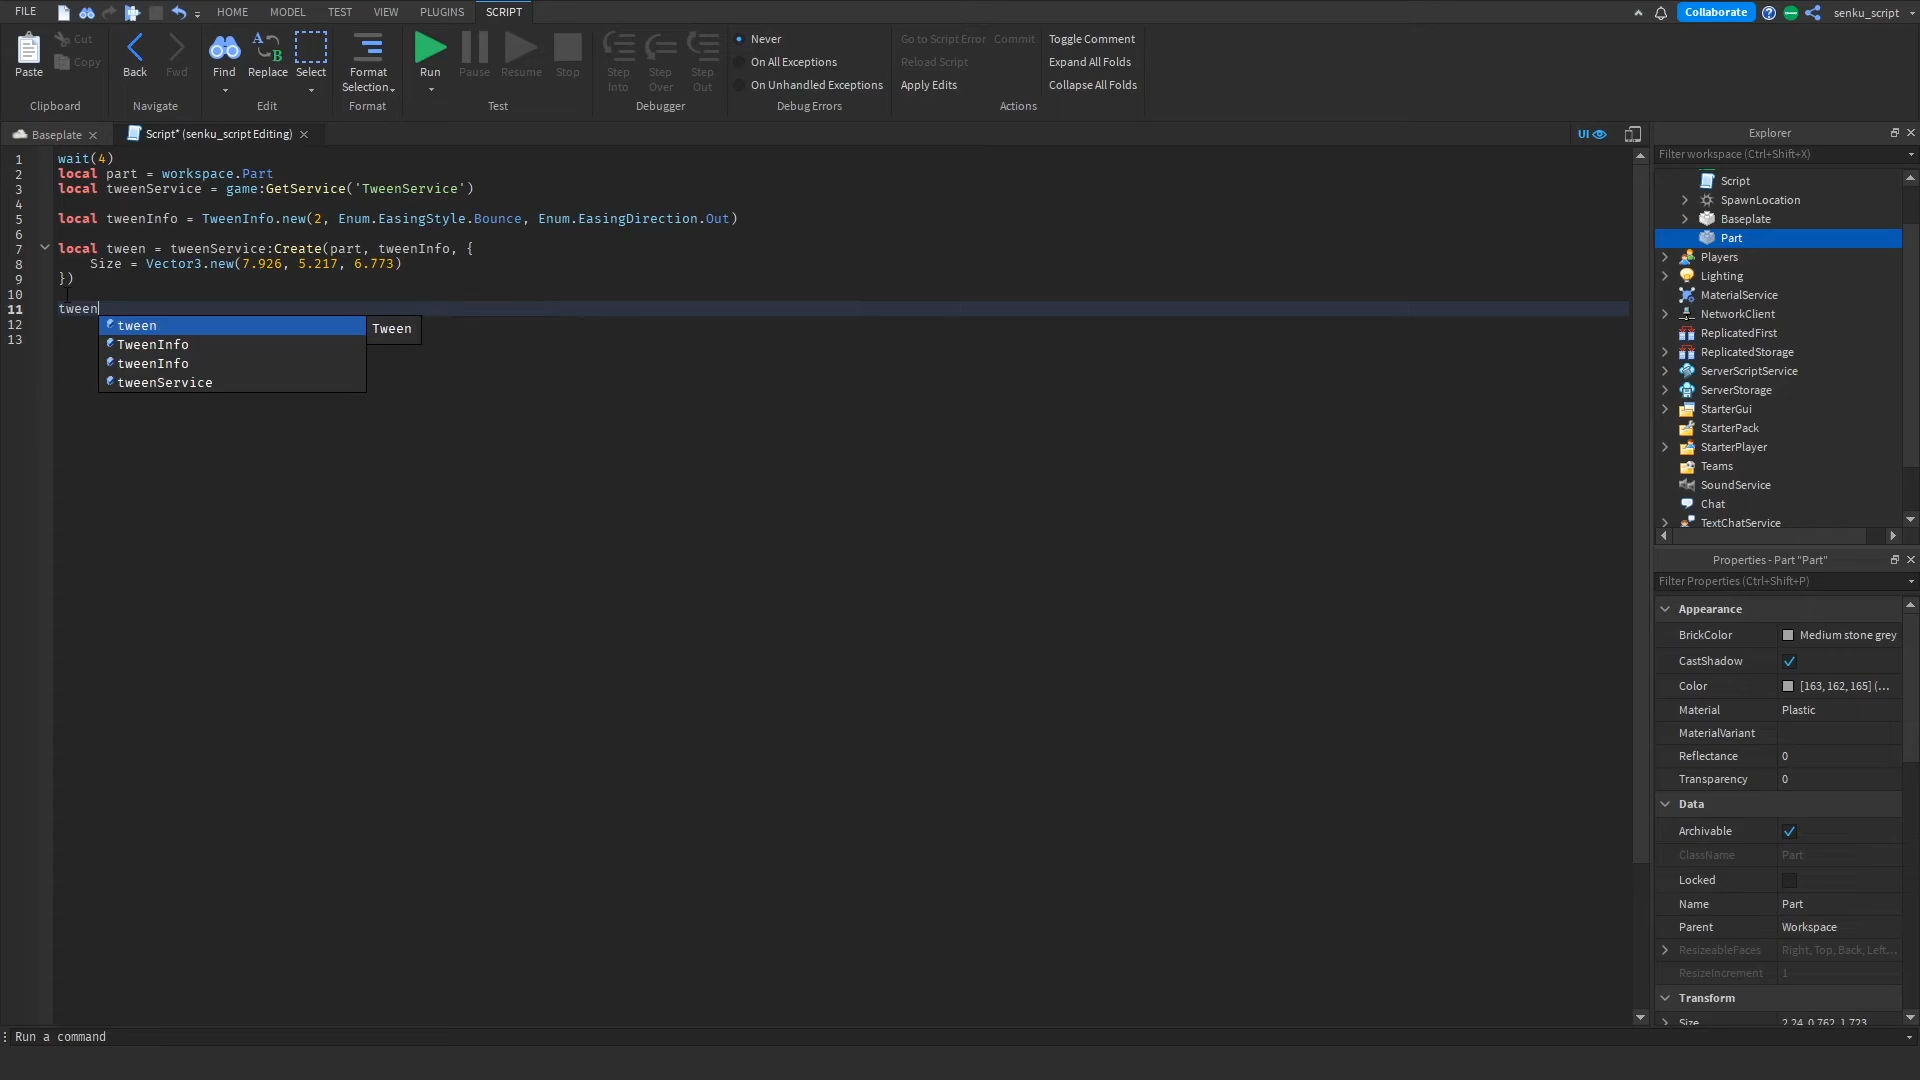 FILE HOME MODEL TEST VIEW PLUGINS SCRIPT Collaborate senku_script
Paste
Cut
Copy
Clipboard
Back
Fwd
Navigate
Find
Replace
Select
Edit
Format
Selection
Format
Run
Pause
Resume
Stop
Test
Step
Into
Step
Over
Step
Out
Debugger
Never
On All Exceptions
On Unhandled Exceptions
Debug Errors
Go to Script Error Commit
Reload Script
Apply Edits
Toggle Comment
Expand All Folds
Collapse All Folds
Actions
Baseplate
Script* (senku_script Editing)
UI
1 wait(4)
2 local part = workspace.Part
3 local tweenService = game:GetService('TweenService')
4
5 local tweenInfo = TweenInfo.new(2, Enum.EasingStyle.Bounce, Enum.EasingDirection.Out)
6
7 local tween = tweenService:Create(part, tweenInfo, {
8 Size = Vector3.new(7.926, 5.217, 6.773)
9 })
10
11 tween
12
13
tween
TweenInfo
tweenInfo
tweenService
Tween
Explorer
Filter workspace (Ctrl+Shift+X)
Script
SpawnLocation
Baseplate
Part
Players
Lighting
MaterialService
NetworkClient
ReplicatedFirst
ReplicatedStorage
ServerScriptService
ServerStorage
StarterGui
StarterPack
StarterPlayer
Teams
SoundService
Chat
TextChatService
Properties - Part "Part"
Filter Properties (Ctrl+Shift+P)
Appearance
BrickColor Medium stone grey
CastShadow
Color [163, 162, 165] (...
Material Plastic
MaterialVariant
Reflectance 0
Transparency 0
Data
Archivable
ClassName Part
Locked
Name Part
Parent Workspace
ResizeableFaces Right, Top, Back, Left...
ResizeIncrement 1
Transform
Size 2.24, 0.762, 1.723
Run a command